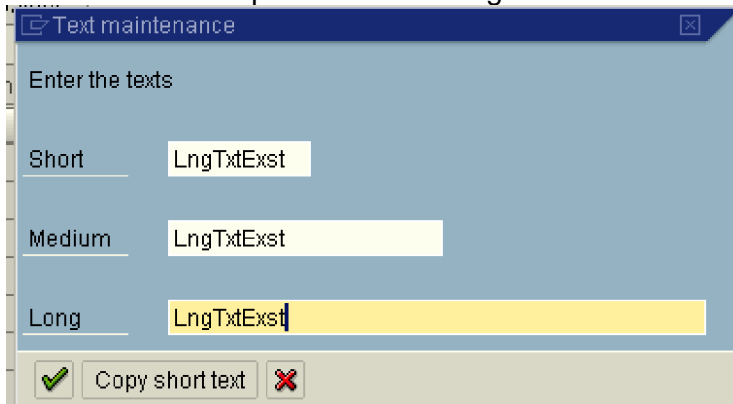 Text maintenance
Enter the texts
Short LngTxtExst
Medium LngTxtExst
Long LngTxtExst
Copy short text